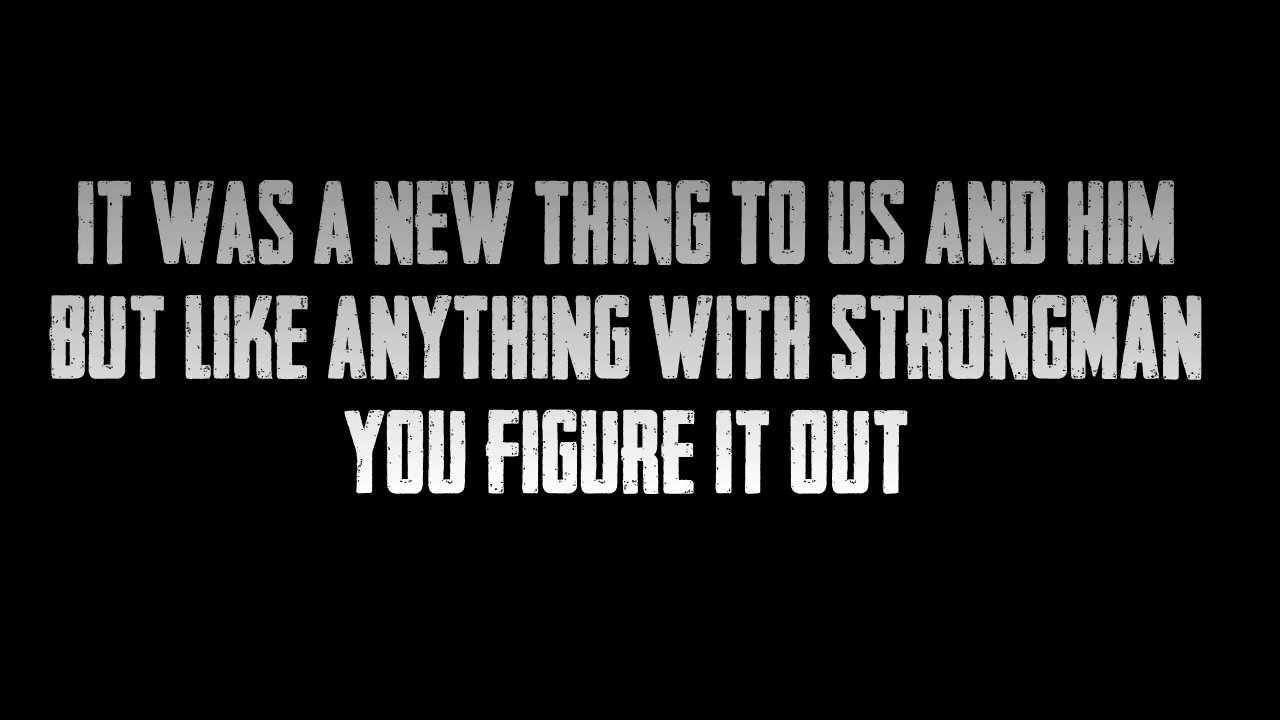 IT WAS A NEW THING TO US AND HIM
BUT LIKE ANYTHING WITH STRONGMAN
YOU FIGURE IT OUT